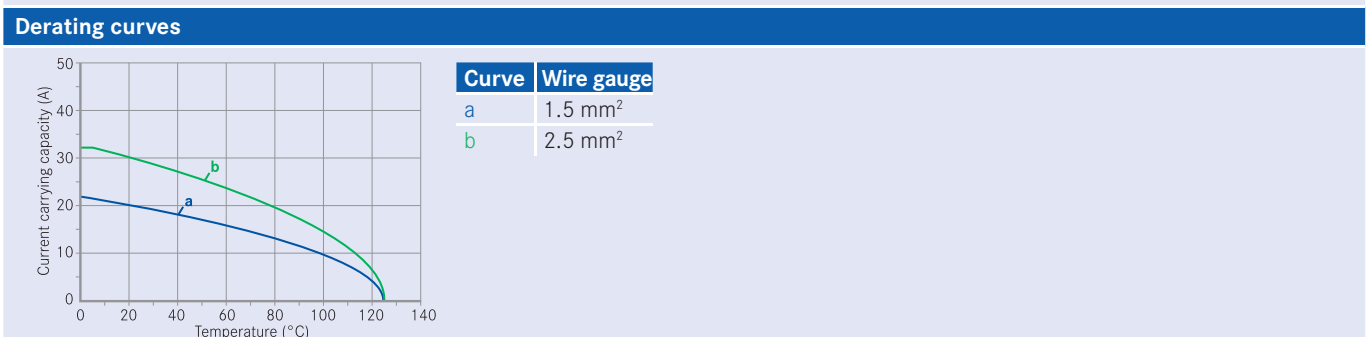 Derating curves
50
40
30
20
10
0
Current carrying capacity (A)
b
a
0 20 40 60 80 100 120 140
Temperature (°C)
Curve Wire gauge
a 1.5 mm²
b 2.5 mm²